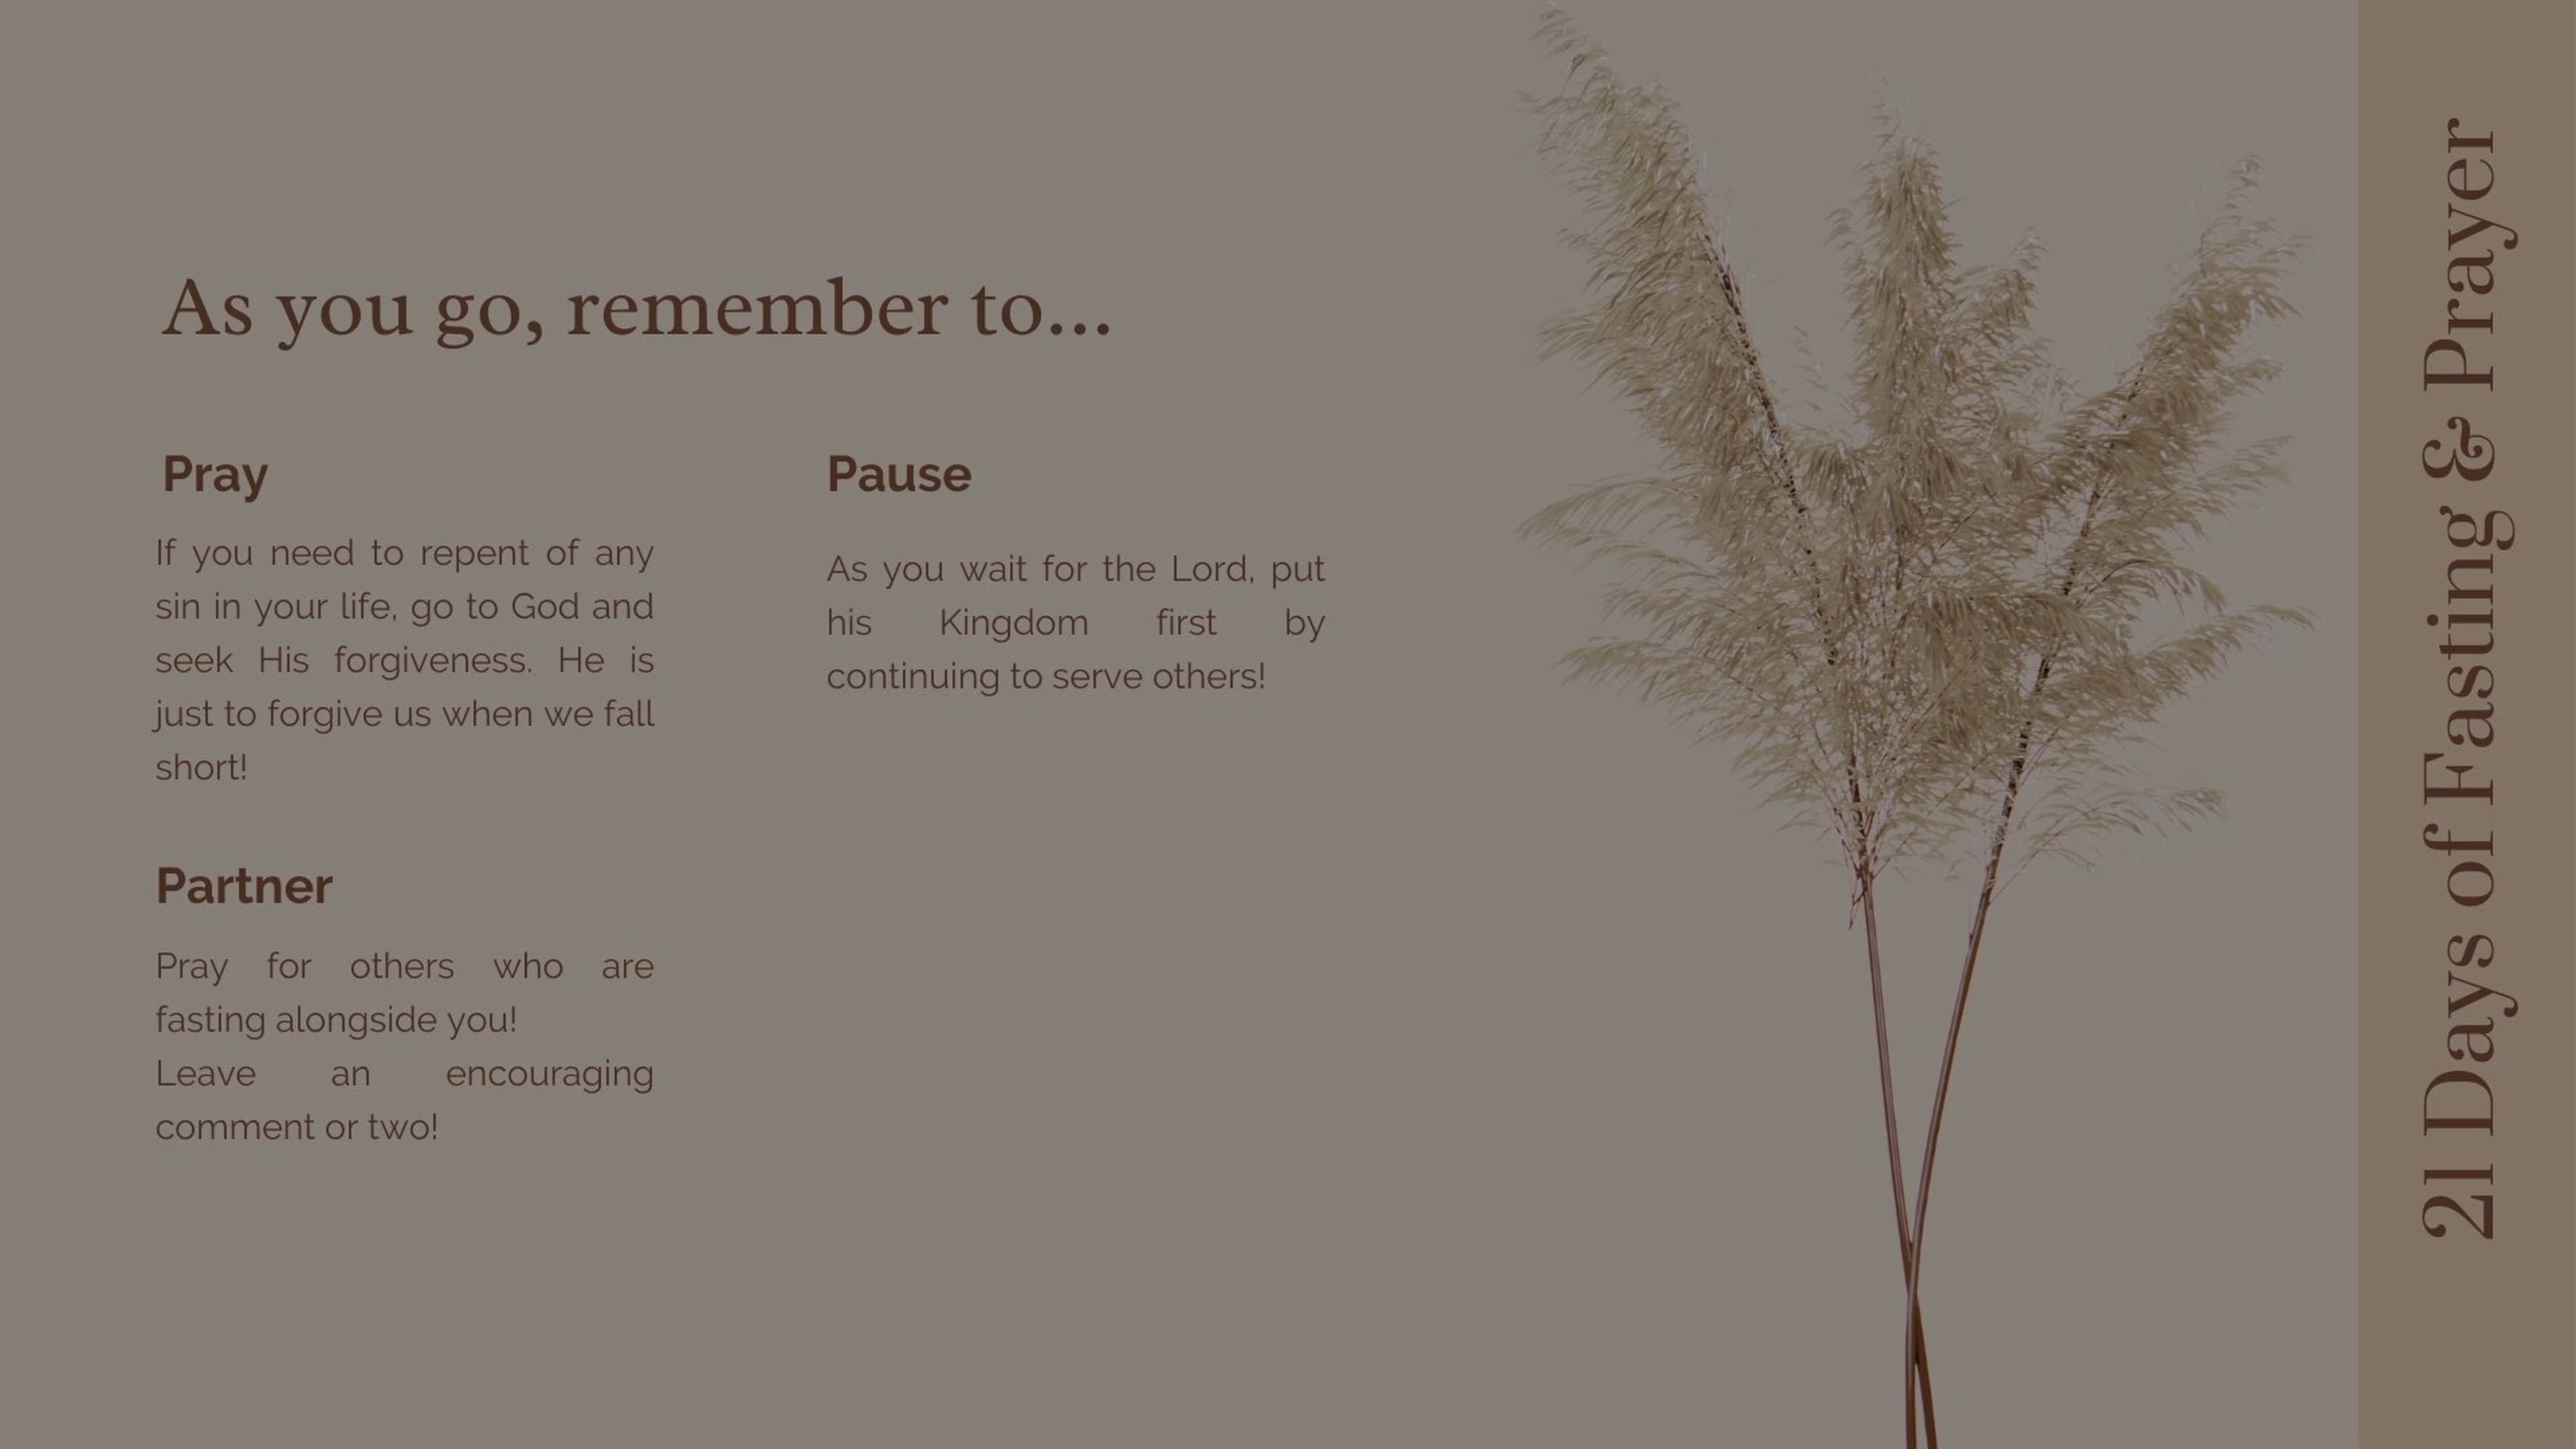 As you go, remember to...
Pray
If you need to repent of any
sin in your life, go to God and
seek His forgiveness. He is
just to forgive us when we fall
short!
Partner
Pray for others who are
fasting alongside you!
Leave an encouraging
comment or two!
Pause
As you wait for the Lord, put
his Kingdom first by
continuing to serve others!
21 Days of Fasting & Prayer